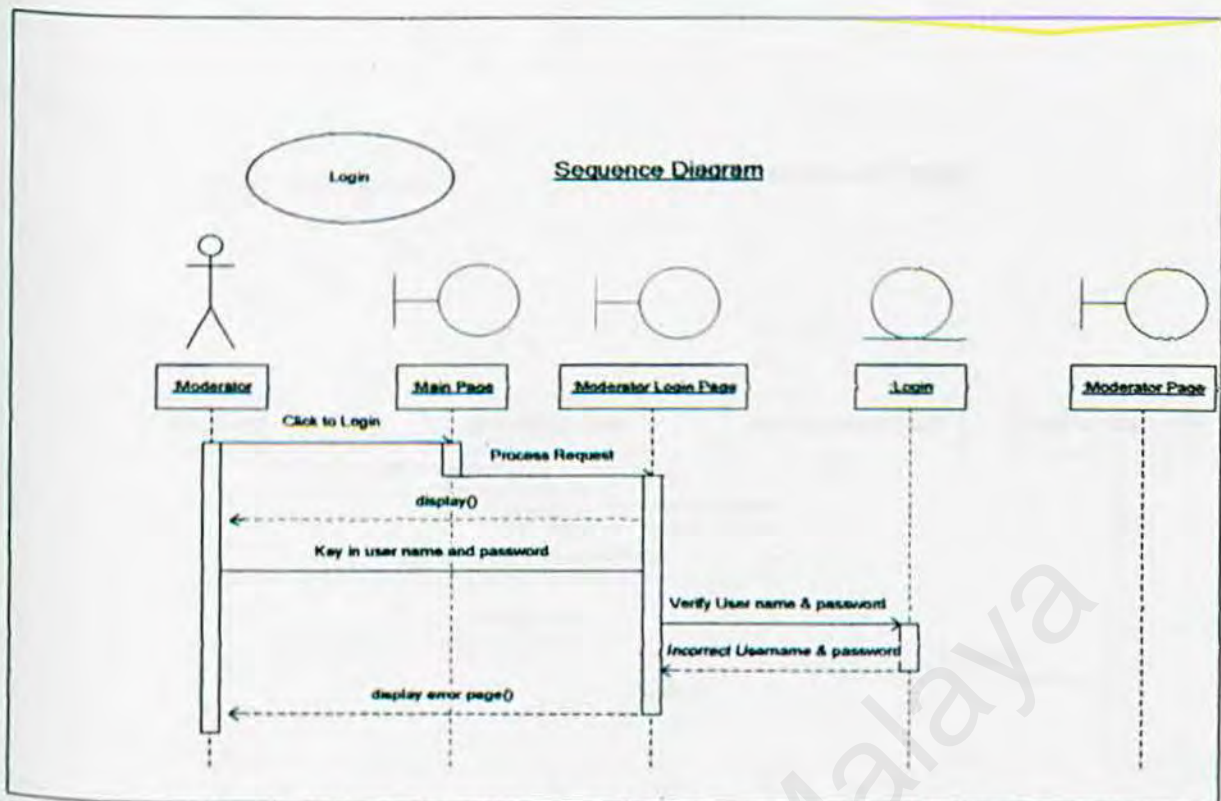 Login
Sequence Diagram
:Moderator
:Main Page
:Moderator Login Page
:Login
:Moderator Page
Click to Login
Process Request
display()
Key in user name and password
Verify User name & password
Incorrect Username & password
display error page()
Malaya